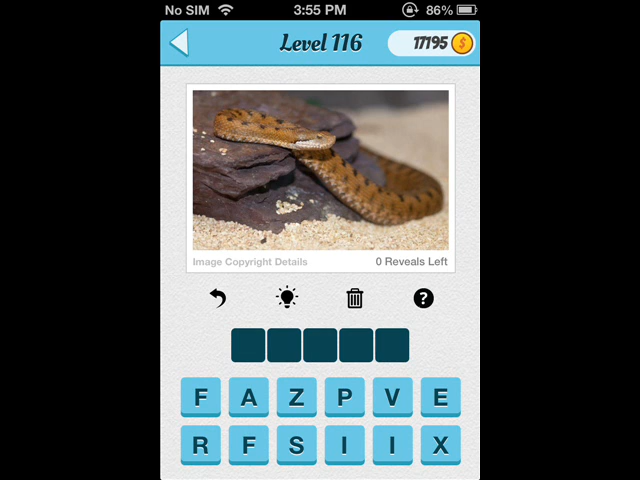 No SIM 3:55 PM 86%
Level 116 17195
Image Copyright Details 0 Reveals Left
?
F A Z P V E
R F S I I X